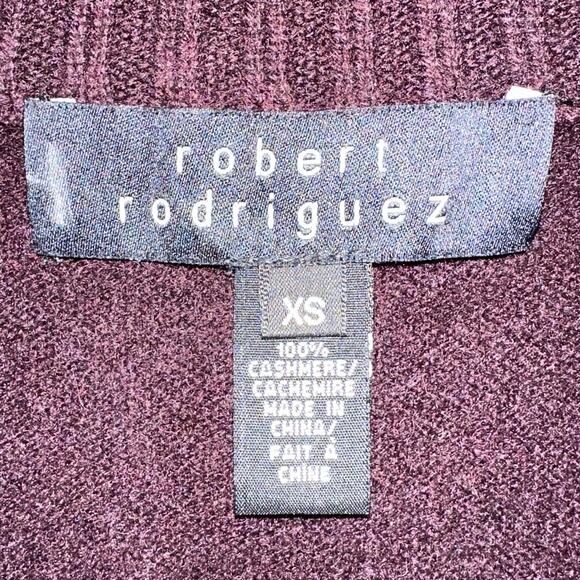 robert
rodriguez
XS
100%
CASHMERE/
CACHEMIRE
MADE IN
CHINA/
FAIT À
CHINE